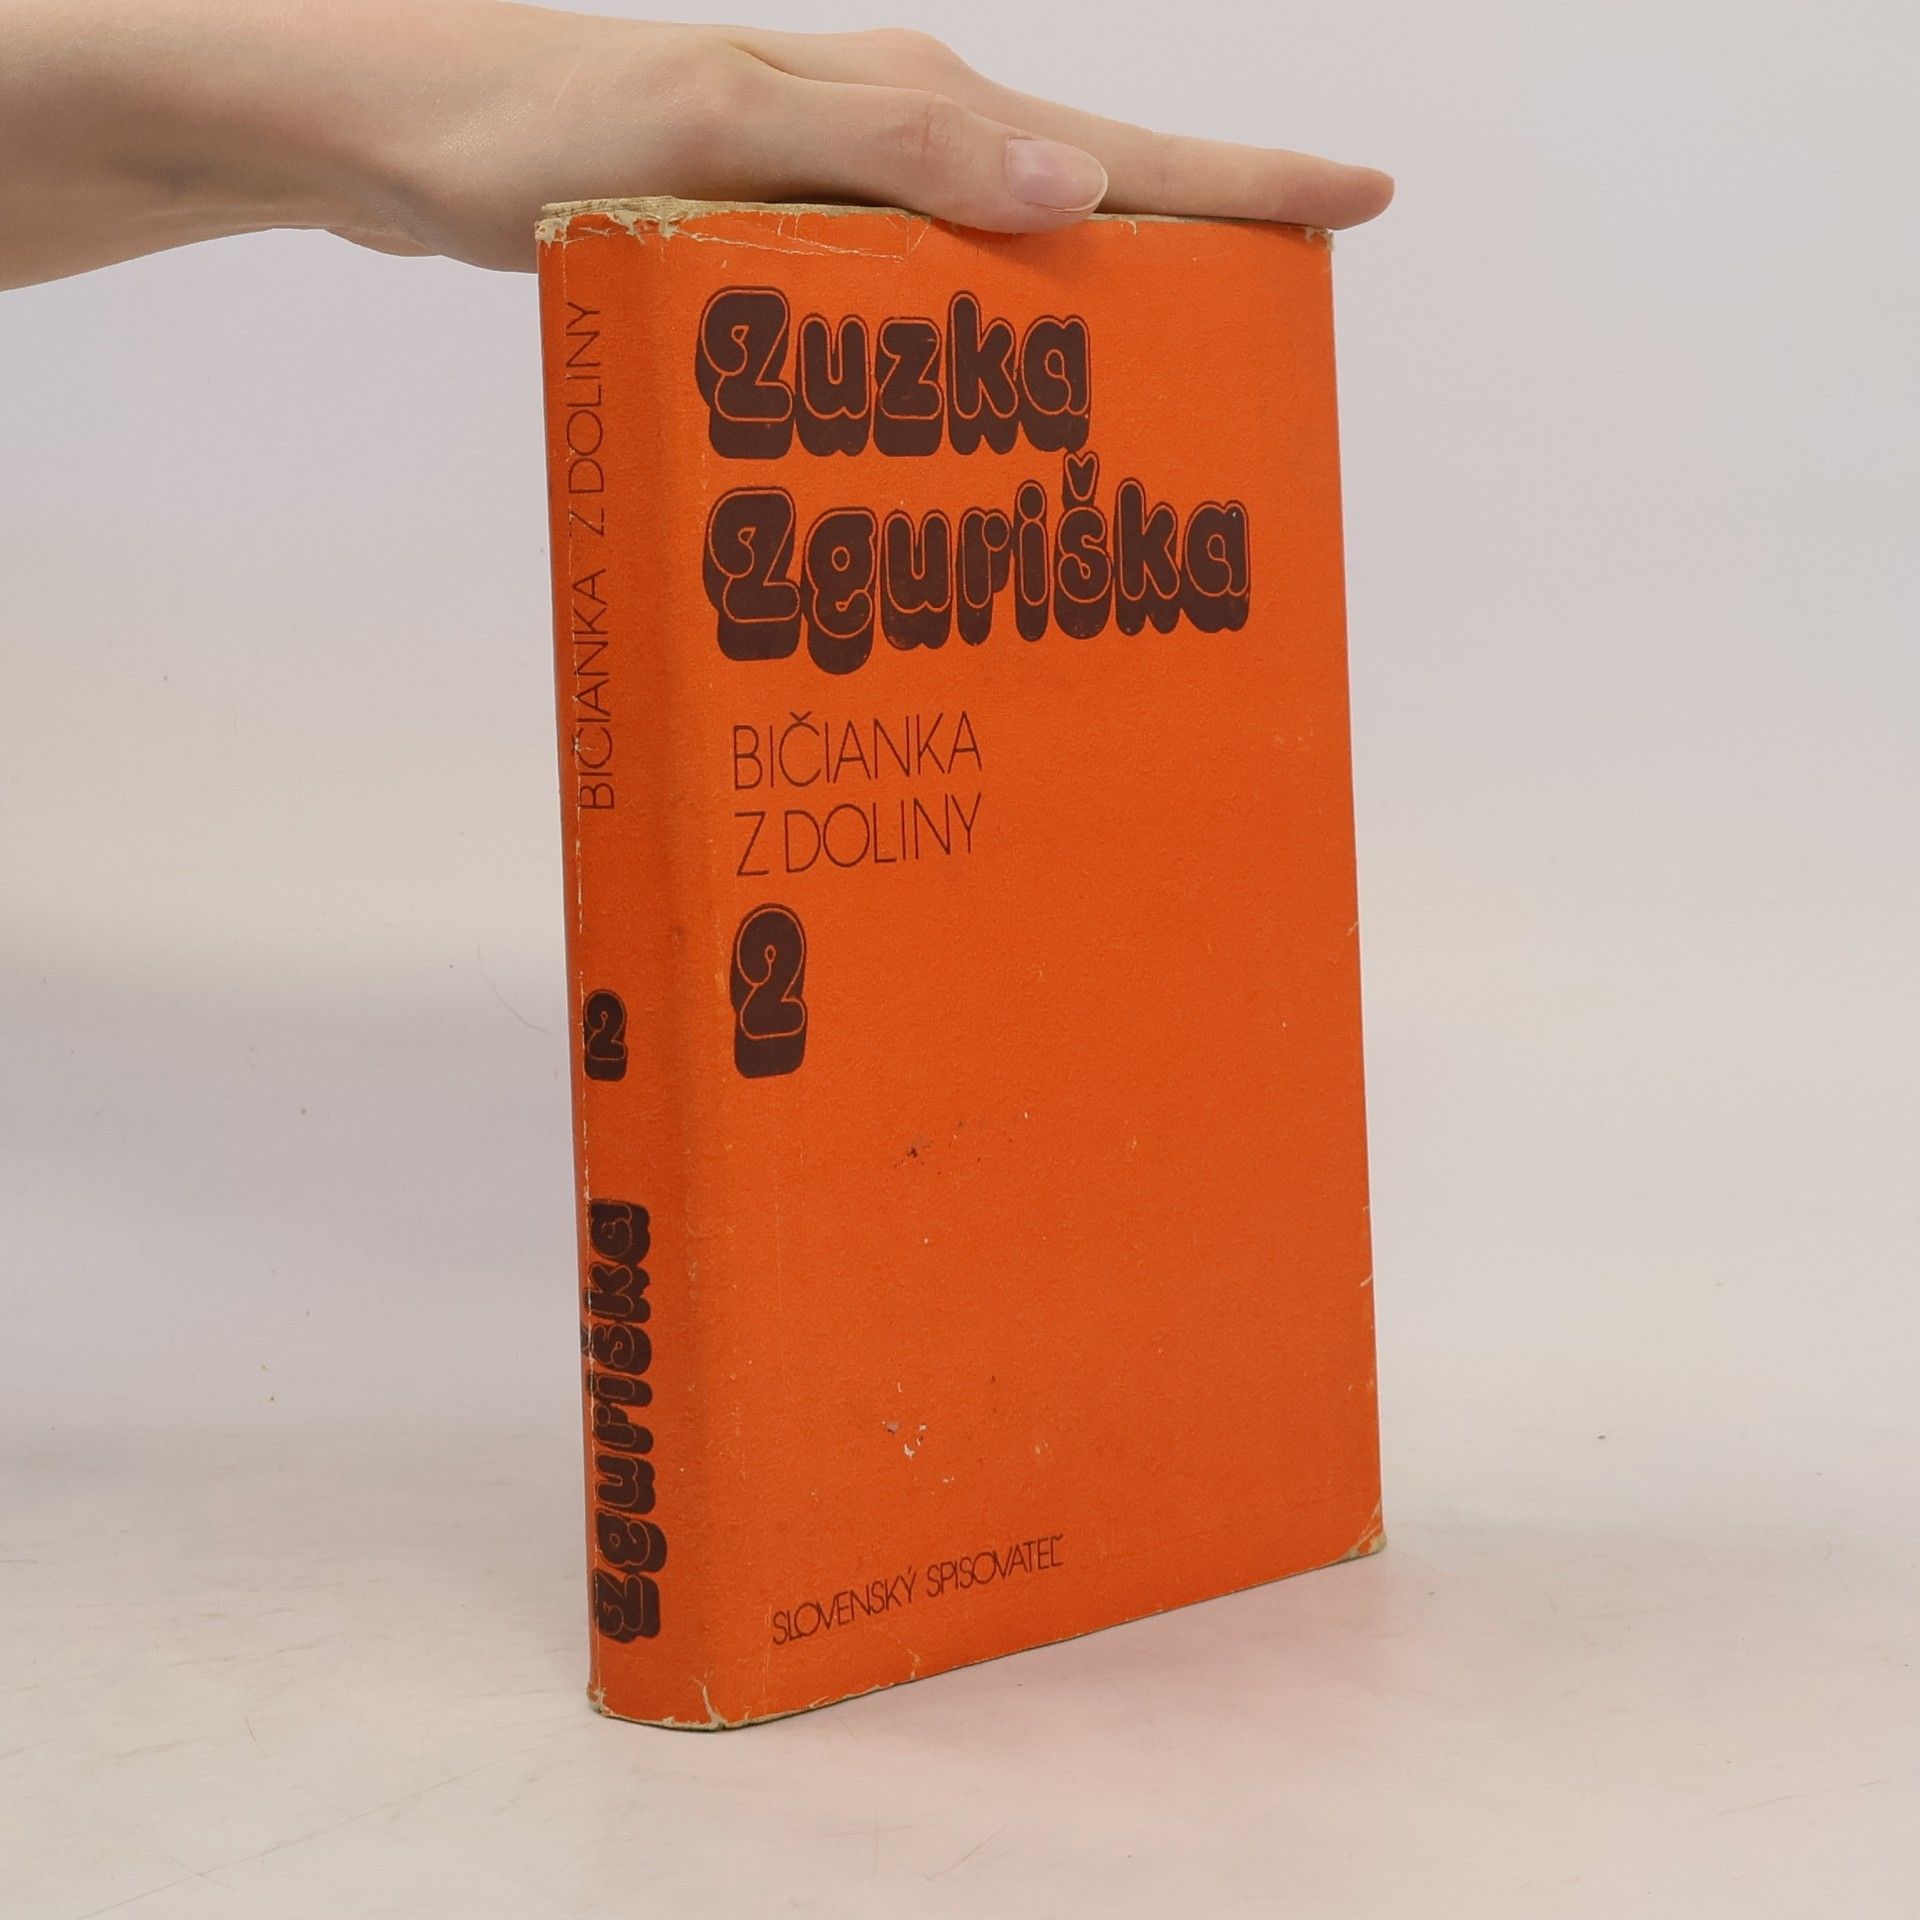 Zuzka
Zguriška
BIČIANKA
Z DOLINY
2
SLOVENSKÝ SPISOVATEĽ
BIČIANKA Z DOLINY
2
Zguriška